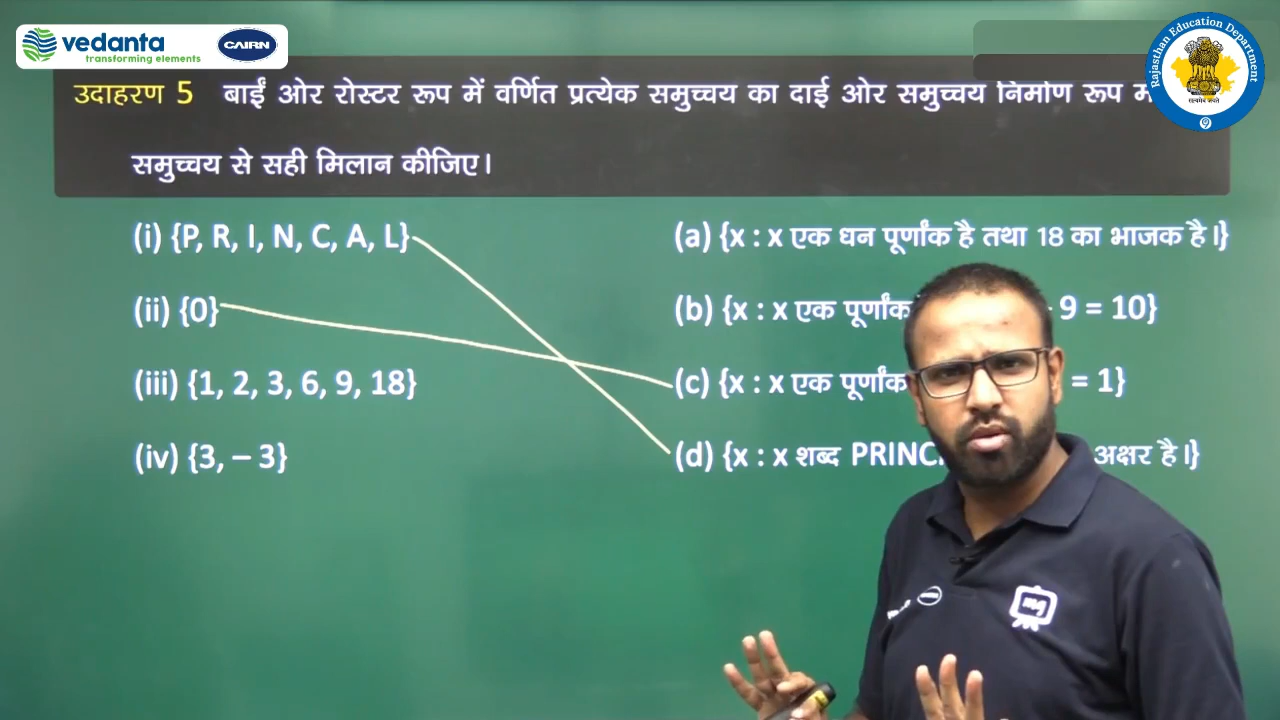 vedanta
transforming elements
CAIRN
Rajasthan Education Department
उदाहरण 5 बाईं ओर रोस्टर रूप में वर्णित प्रत्येक समुच्चय का दाईं ओर समुच्चय निर्माण रूप
समुच्चय से सही मिलान कीजिए।
(i) {P, R, I, N, C, A, L} (a) {x : x एक धन पूर्णांक है तथा 18 का भाजक है।}
(ii) {0} (b) {x : x एक पूर्णांक 9 = 10}
(iii) {1, 2, 3, 6, 9, 18} (c) {x : x एक पूर्णांक = 1}
(iv) {3, – 3} (d) {x : x शब्द अक्षर है।}